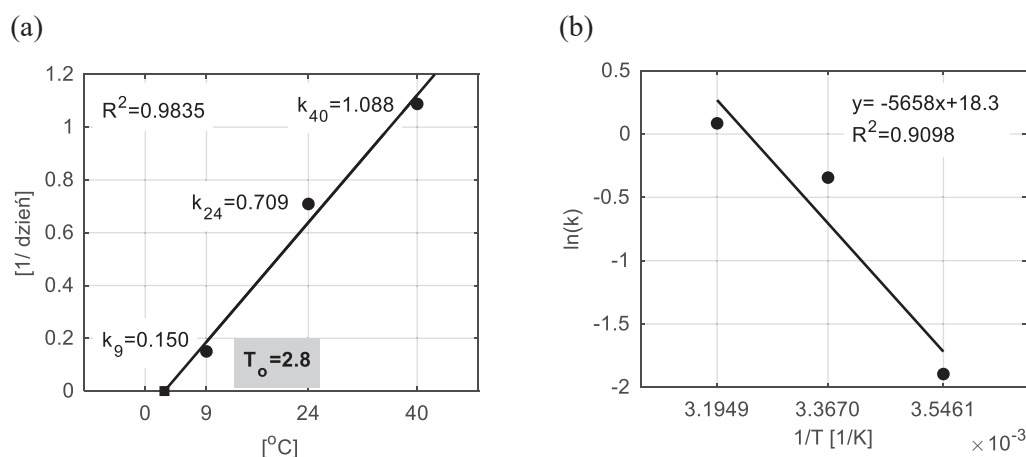 (a)
1.2
1
0.8
0.6
0.4
0.2
0
[1/ dzień]
R²=0.9835
k₄₀=1.088
k₂₄=0.709
k₉=0.150
Tₒ=2.8
0 9 24 40
[°C]
(b)
0.5
0
-0.5
-1
-1.5
-2
ln(k)
y= -5658x+18.3
R²=0.9098
3.1949 3.3670 3.5461
1/T [1/K]
×10⁻³